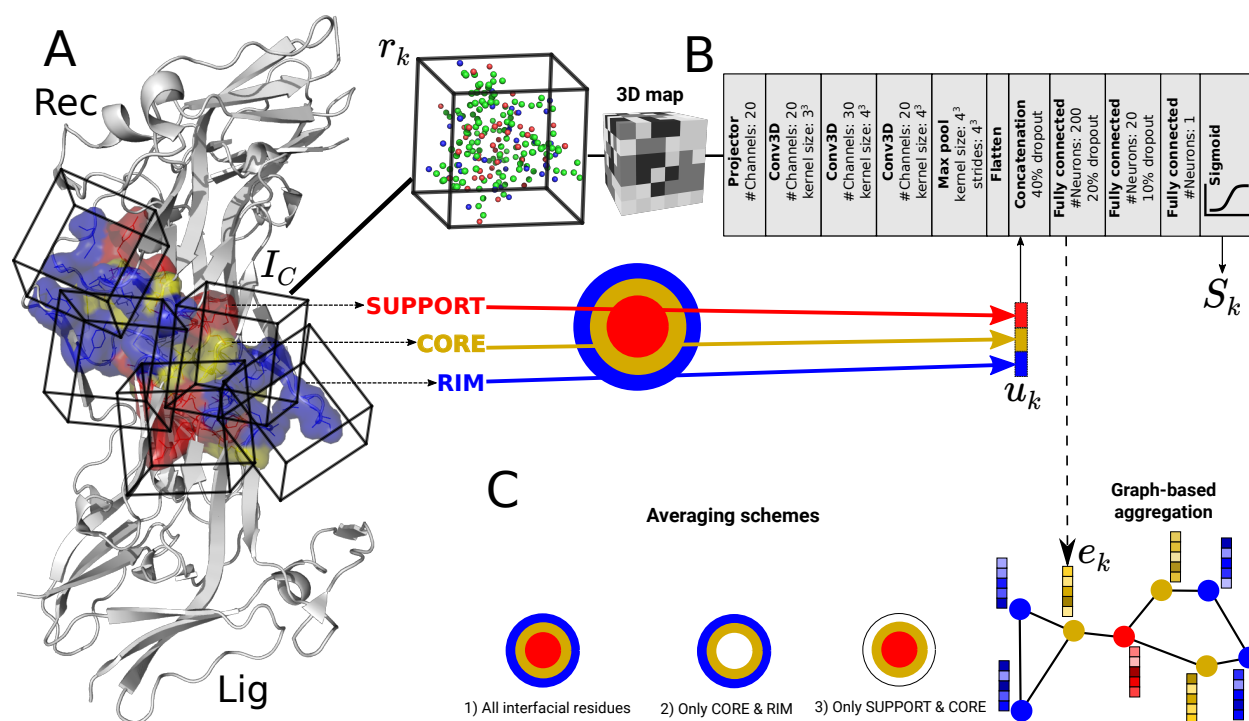 A
Rec
Lig
I_C
r_k
3D map
B
Projector
#Channels: 20
Conv3D
#Channels: 20
kernel size: 3³
Conv3D
#Channels: 30
kernel size: 4³
Conv3D
#Channels: 20
kernel size: 4³
Max pool
kernel size: 4³
strides: 4³
Flatten
Concatenation
40% dropout
Fully connected
#Neurons: 200
20% dropout
Fully connected
#Neurons: 20
10% dropout
Fully connected
#Neurons: 1
Sigmoid
S_k
SUPPORT
CORE
RIM
u_k
C
Averaging schemes
1) All interfacial residues
2) Only CORE & RIM
3) Only SUPPORT & CORE
Graph-based
aggregation
e_k